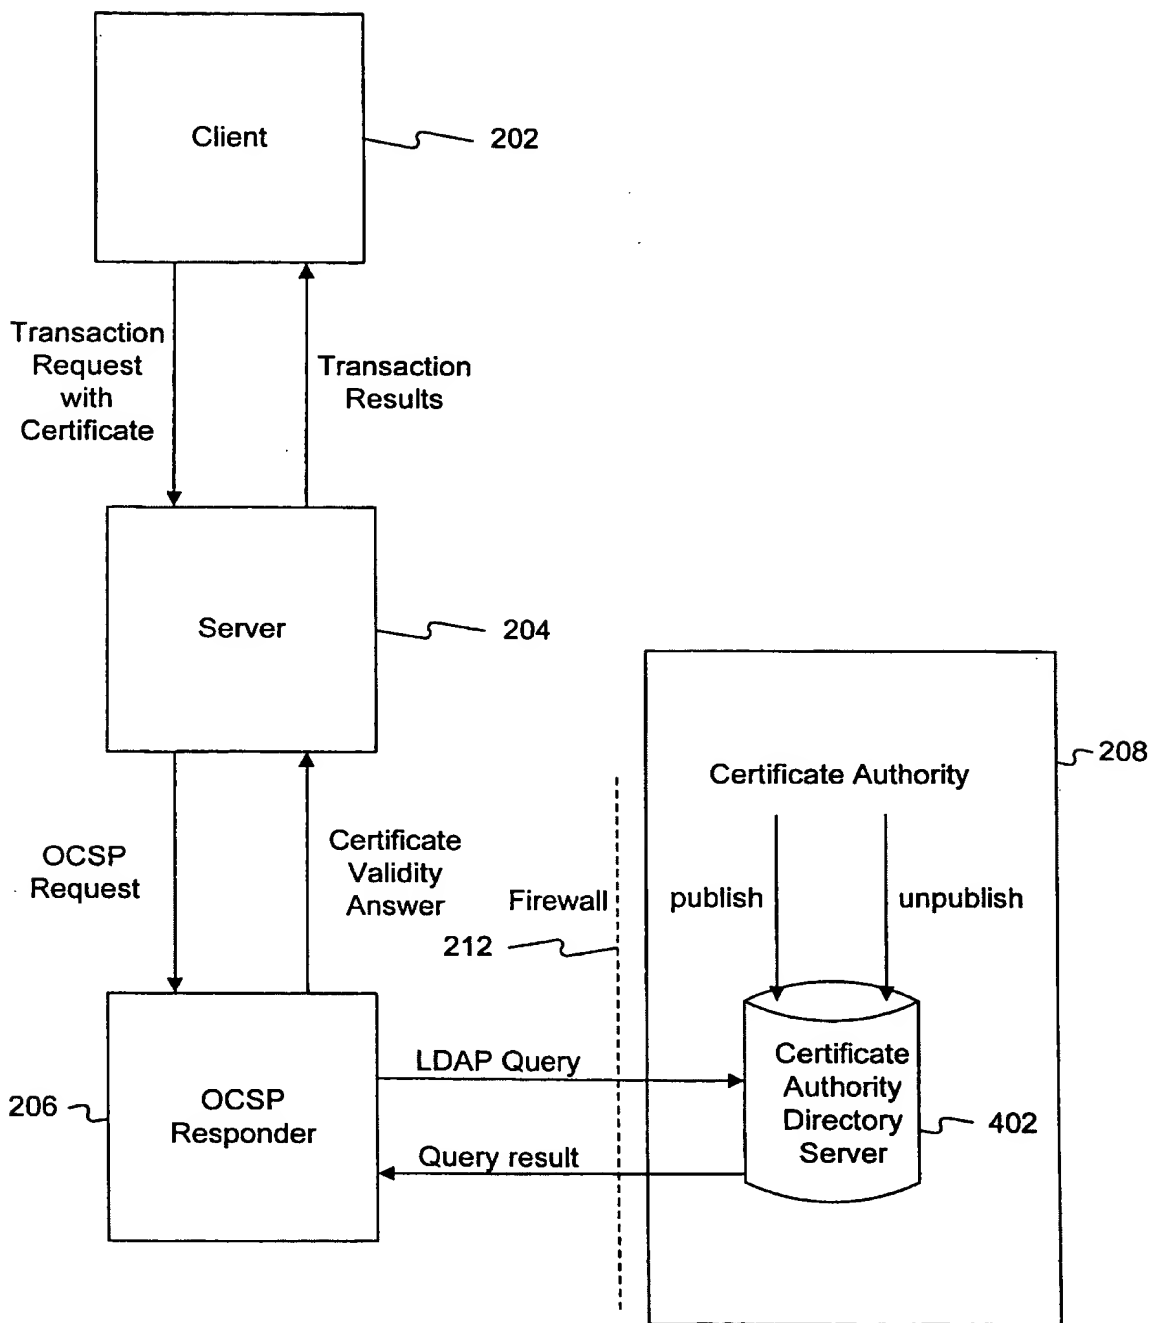 Client
202
Transaction
Request
with
Certificate
Transaction
Results
Server
204
208
Certificate Authority
OCSP
Request
Certificate
Validity
Answer
Firewall
212
publish
unpublish
LDAP Query
Query result
206
OCSP
Responder
Certificate
Authority
Directory
Server
402